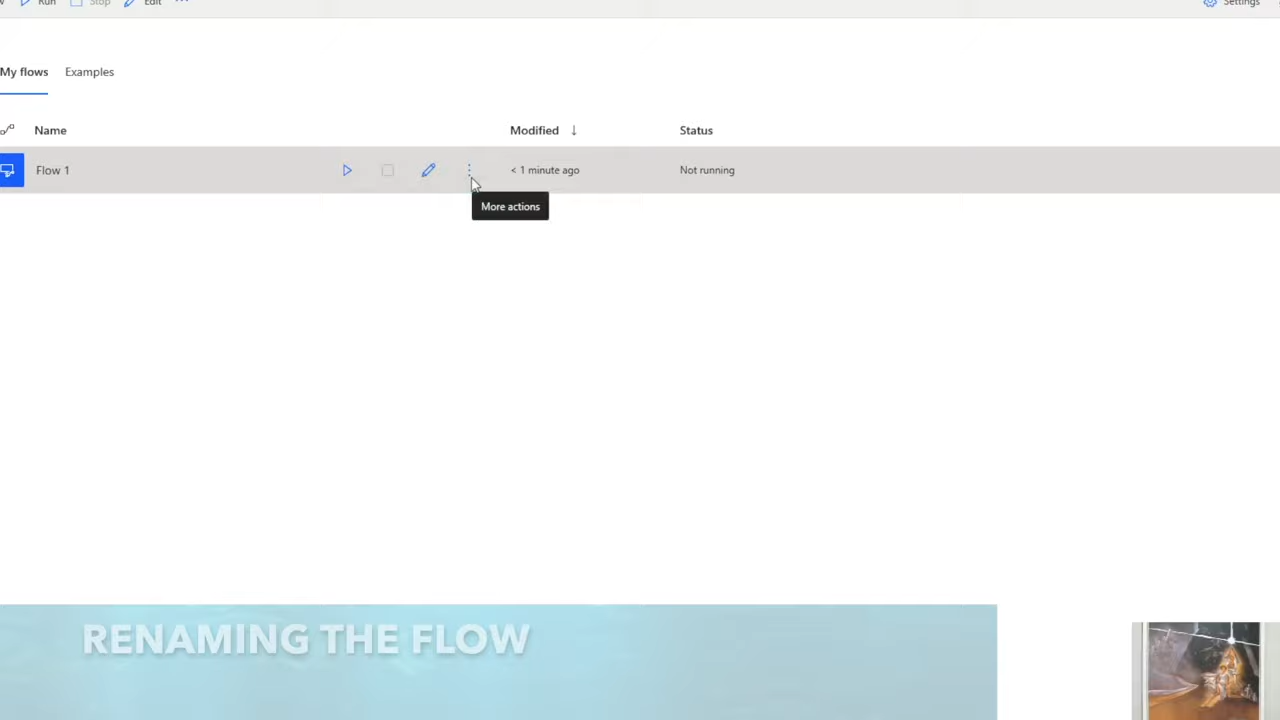 Run Stop Edit ... Settings
My flows Examples
Name Modified ↓ Status
Flow 1 < 1 minute ago Not running
More actions
RENAMING THE FLOW